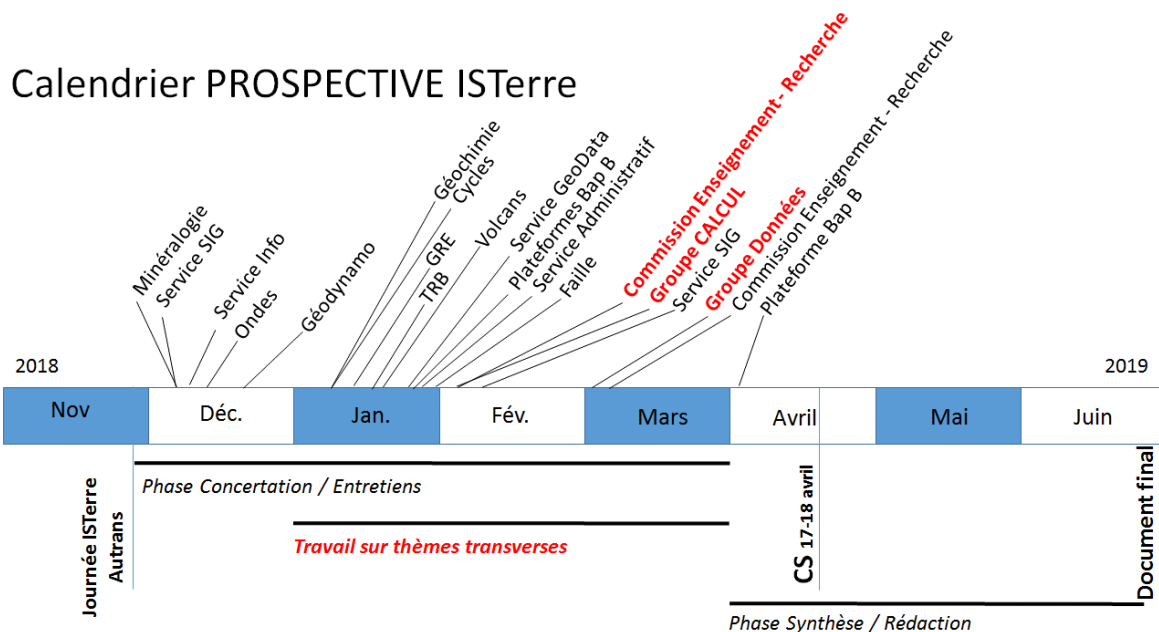 Calendrier PROSPECTIVE ISTerre
Minéralogie
Service SIG
Service Info
Ondes
Géodynamo
Géochimie
Cycles
GRE
TRB
Volcans
Service GeoData
Plateformes Bap B
Service Administratif
Faille
Commission Enseignement - Recherche
Groupe CALCUL
Service SIG
Groupe Données
Commission Enseignement - Recherche
Plateforme Bap B
2018
2019
Nov
Déc.
Jan.
Fév.
Mars
Avril
Mai
Juin
Journée ISTerre
Autrans
Phase Concertation / Entretiens
Travail sur thèmes transverses
CS 17-18 avril
Document final
Phase Synthèse / Rédaction